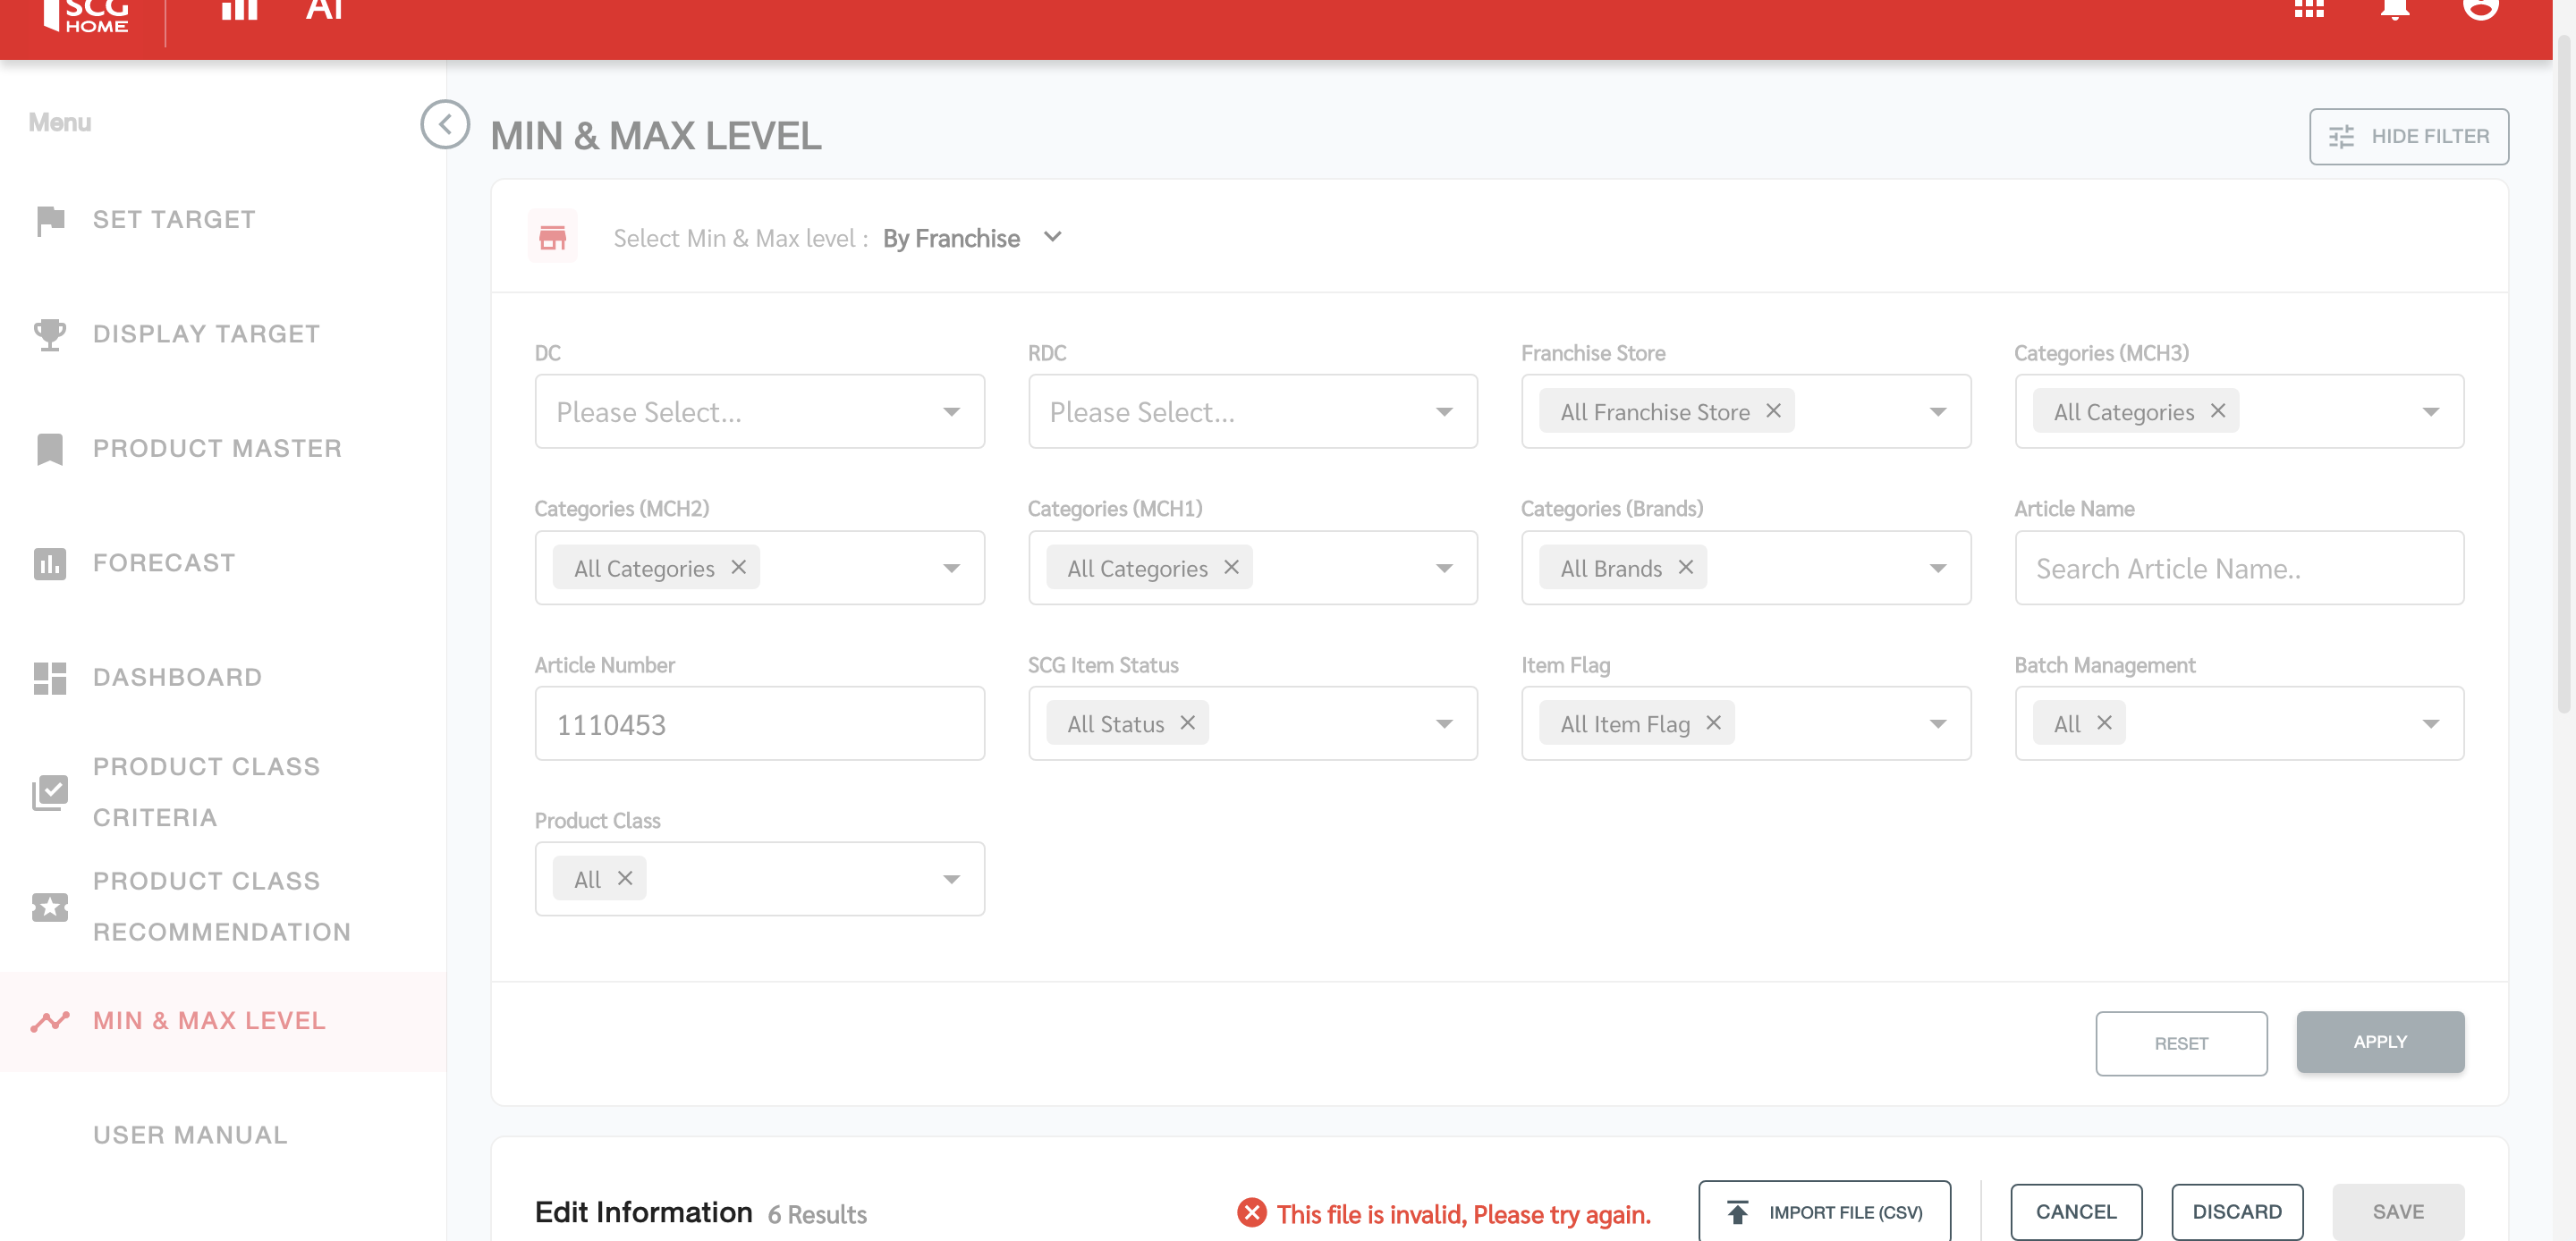 SCG
HOME
AI
Menu
MIN & MAX LEVEL
HIDE FILTER
SET TARGET
DISPLAY TARGET
PRODUCT MASTER
FORECAST
DASHBOARD
PRODUCT CLASS
CRITERIA
PRODUCT CLASS
RECOMMENDATION
MIN & MAX LEVEL
USER MANUAL
Select Min & Max level : By Franchise
DC
RDC
Franchise Store
Categories (MCH3)
Please Select...
Please Select...
All Franchise Store
All Categories
Categories (MCH2)
Categories (MCH1)
Categories (Brands)
Article Name
All Categories
All Categories
All Brands
Search Article Name..
Article Number
SCG Item Status
Item Flag
Batch Management
1110453
All Status
All Item Flag
All
Product Class
All
RESET
APPLY
Edit Information 6 Results
This file is invalid, Please try again.
IMPORT FILE (CSV)
CANCEL
DISCARD
SAVE